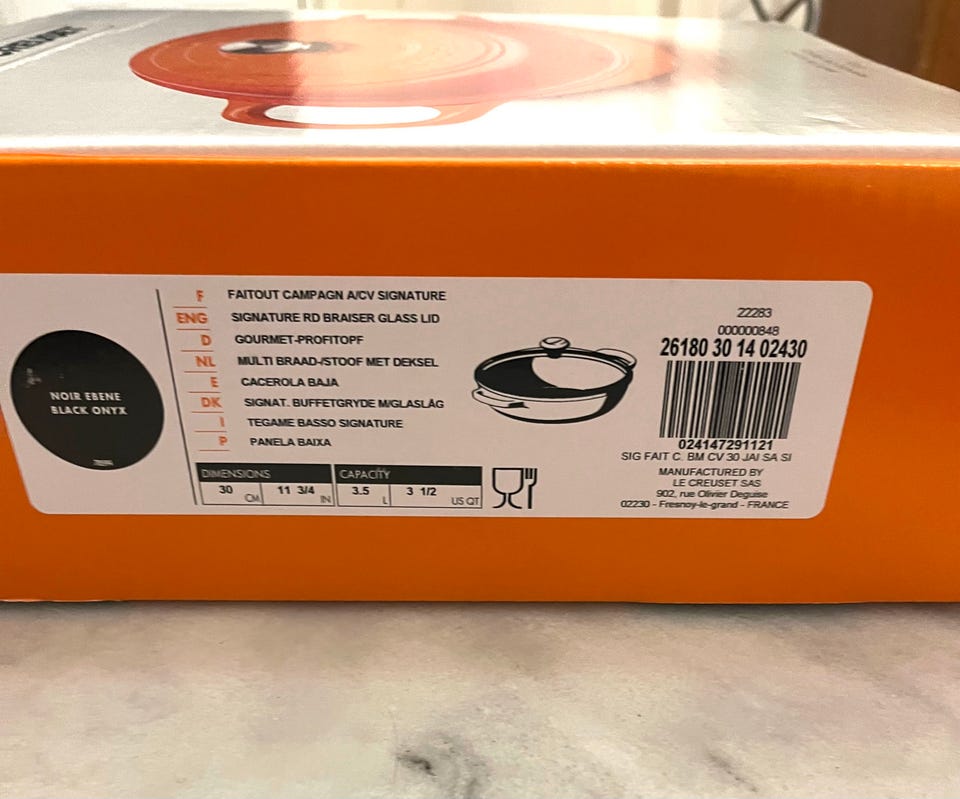 NOIR EBENE
BLACK ONYX
F FAITOUT CAMPAGN A/CV SIGNATURE
ENG SIGNATURE RD BRAISER GLASS LID
D GOURMET-PROFITOPF
NL MULTI BRAAD-/STOOF MET DEKSEL
E CACEROLA BAJA
DK SIGNAT. BUFFETGRYDE M/GLASLÅG
I TEGAME BASSO SIGNATURE
P PANELA BAIXA
DIMENSIONS CAPACITY
30 CM 11 3/4 IN 3.5 L 3 1/2 US QT
22283
000000848
26180 30 14 02430
024147291121
SIG FAIT C. BM CV 30 JAI SA SI
MANUFACTURED BY
LE CREUSET SAS
902, rue Olivier Deguise
02230 - Fresnoy-le-grand - FRANCE